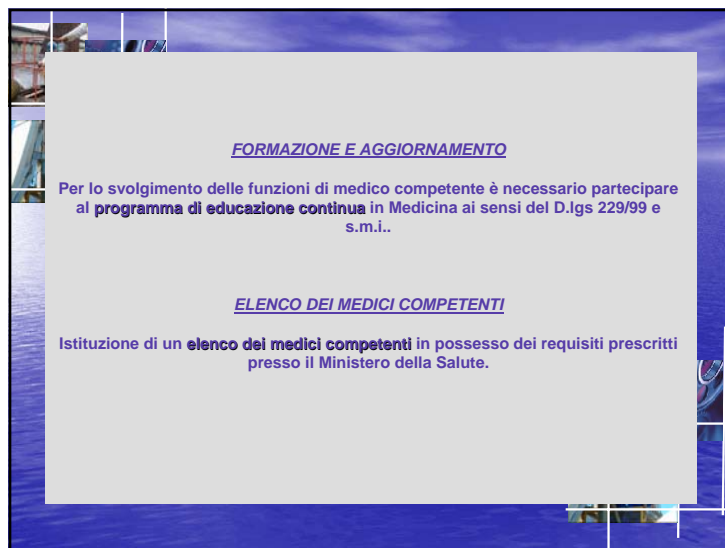 FORMAZIONE E AGGIORNAMENTO
Per lo svolgimento delle funzioni di medico competente è necessario partecipare
al programma di educazione continua in Medicina ai sensi del D.lgs 229/99 e
s.m.i..
ELENCO DEI MEDICI COMPETENTI
Istituzione di un elenco dei medici competenti in possesso dei requisiti prescritti
presso il Ministero della Salute.